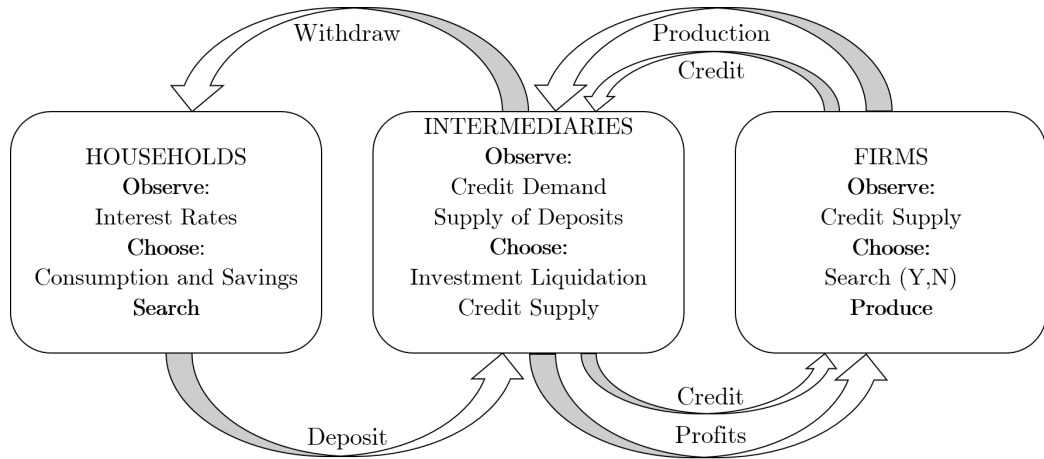 Withdraw
Production
Credit
HOUSEHOLDS
Observe:
Interest Rates
Choose:
Consumption and Savings
Search
INTERMEDIARIES
Observe:
Credit Demand
Supply of Deposits
Choose:
Investment Liquidation
Credit Supply
FIRMS
Observe:
Credit Supply
Choose:
Search (Y,N)
Produce
Deposit
Credit
Profits